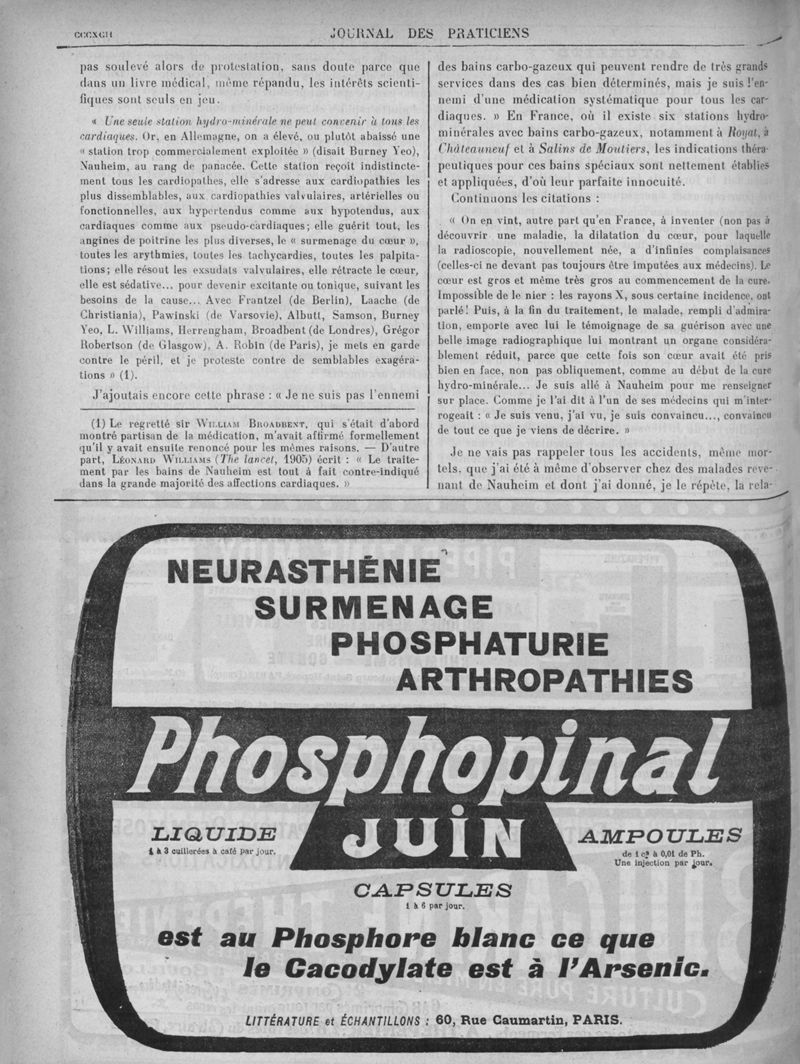 CCCXCII
JOURNAL DES PRATICIENS
pas soulevé alors de protestation, sans doute parce que
dans un livre médical, même répandu, les intérêts scienti-
fiques sont seuls en jeu.
« Une seule station hydro-minérale ne peut convenir à tous les
cardiaques. Or, en Allemagne, on a élevé, ou plutôt abaissé une
« station trop commercialement exploitée » (disait Burney Yeo),
Nauheim, au rang de panacée. Cette station reçoit indistincte-
ment tous les cardiopathes, elle s'adresse aux cardiopathies les
plus dissemblables, aux cardiopathies valvulaires, artérielles ou
fonctionnelles, aux hypertendus comme aux hypotendus, aux
cardiaques comme aux pseudo-cardiaques; elle guérit tout, les
angines de poitrine les plus diverses, le « surmenage du cœur »,
toutes les arythmies, toutes les tachycardies, toutes les palpita-
tions; elle résout les exsudats valvulaires, elle rétracte le cœur,
elle est sédative... pour devenir excitante ou tonique, suivant les
besoins de la cause... Avec Frantzel (de Berlin), Laache (de
Christiania), Pawinski (de Varsovie), Albutt, Samson, Burney
Yeo, L. Williams, Herrengham, Broadbent (de Londres), Grégor
Robertson (de Glasgow), A. Robin (de Paris), je mets en garde
contre le péril, et je proteste contre de semblables exagéra-
tions » (1).
J'ajoutais encore cette phrase : « Je ne suis pas l'ennemi
(1) Le regretté sir WILLIAM BROADBENT, qui s'était d'abord
montré partisan de la médication, m'avait affirmé formellement
qu'il y avait ensuite renoncé pour les mêmes raisons. — D'autre
part, LÉONARD WILLIAMS (The lancet, 1905) écrit : « Le traite-
ment par les bains de Nauheim est tout à fait contre-indiqué
dans la grande majorité des affections cardiaques. »
des bains carbo-gazeux qui peuvent rendre de très grands
services dans des cas bien déterminés, mais je suis l'en-
nemi d'une médication systématique pour tous les car-
diaques. » En France, où il existe six stations hydro-
minérales avec bains carbo-gazeux, notamment à Royat, à
Châteauneuf et à Salins de Moutiers, les indications théra-
peutiques pour ces bains spéciaux sont nettement établies
et appliquées, d'où leur parfaite innocuité.
Continuons les citations :
« On en vint, autre part qu'en France, à inventer (non pas à
découvrir une maladie, la dilatation du cœur, pour laquelle
la radioscopie, nouvellement née, a d'infinies complaisances
(celles-ci ne devant pas toujours être imputées aux médecins). Le
cœur est gros et même très gros au commencement de la cure.
Impossible de le nier : les rayons X, sous certaine incidence, ont
parlé! Puis, à la fin du traitement, le malade, rempli d'admira-
tion, emporte avec lui le témoignage de sa guérison avec une
belle image radiographique lui montrant un organe considéra-
blement réduit, parce que cette fois son cœur avait été pris
bien en face, non pas obliquement, comme au début de la cure
hydro-minérale... Je suis allé à Nauheim pour me renseigner
sur place. Comme je l'ai dit à l'un de ses médecins qui m'inter-
rogeait : « Je suis venu, j'ai vu, je suis convaincu..., convaincu
de tout ce que je viens de décrire. »
Je ne vais pas rappeler tous les accidents, même mor-
tels, que j'ai été à même d'observer chez des malades reve-
nant de Nauheim et dont j'ai donné, je le répète, la rela-
NEURASTHÉNIE
SURMENAGE
PHOSPHATURIE
ARTHROPATHIES
Phosphopinal
JUIN
LIQUIDE
1 à 3 cuillerées à café par jour.
AMPOULES
de 1 c³ à 0,01 de Ph.
Une injection par jour.
CAPSULES
1 à 6 par jour.
est au Phosphore blanc ce que
le Cacodylate est à l'Arsenic.
LITTÉRATURE et ÉCHANTILLONS : 60, Rue Caumartin, PARIS.